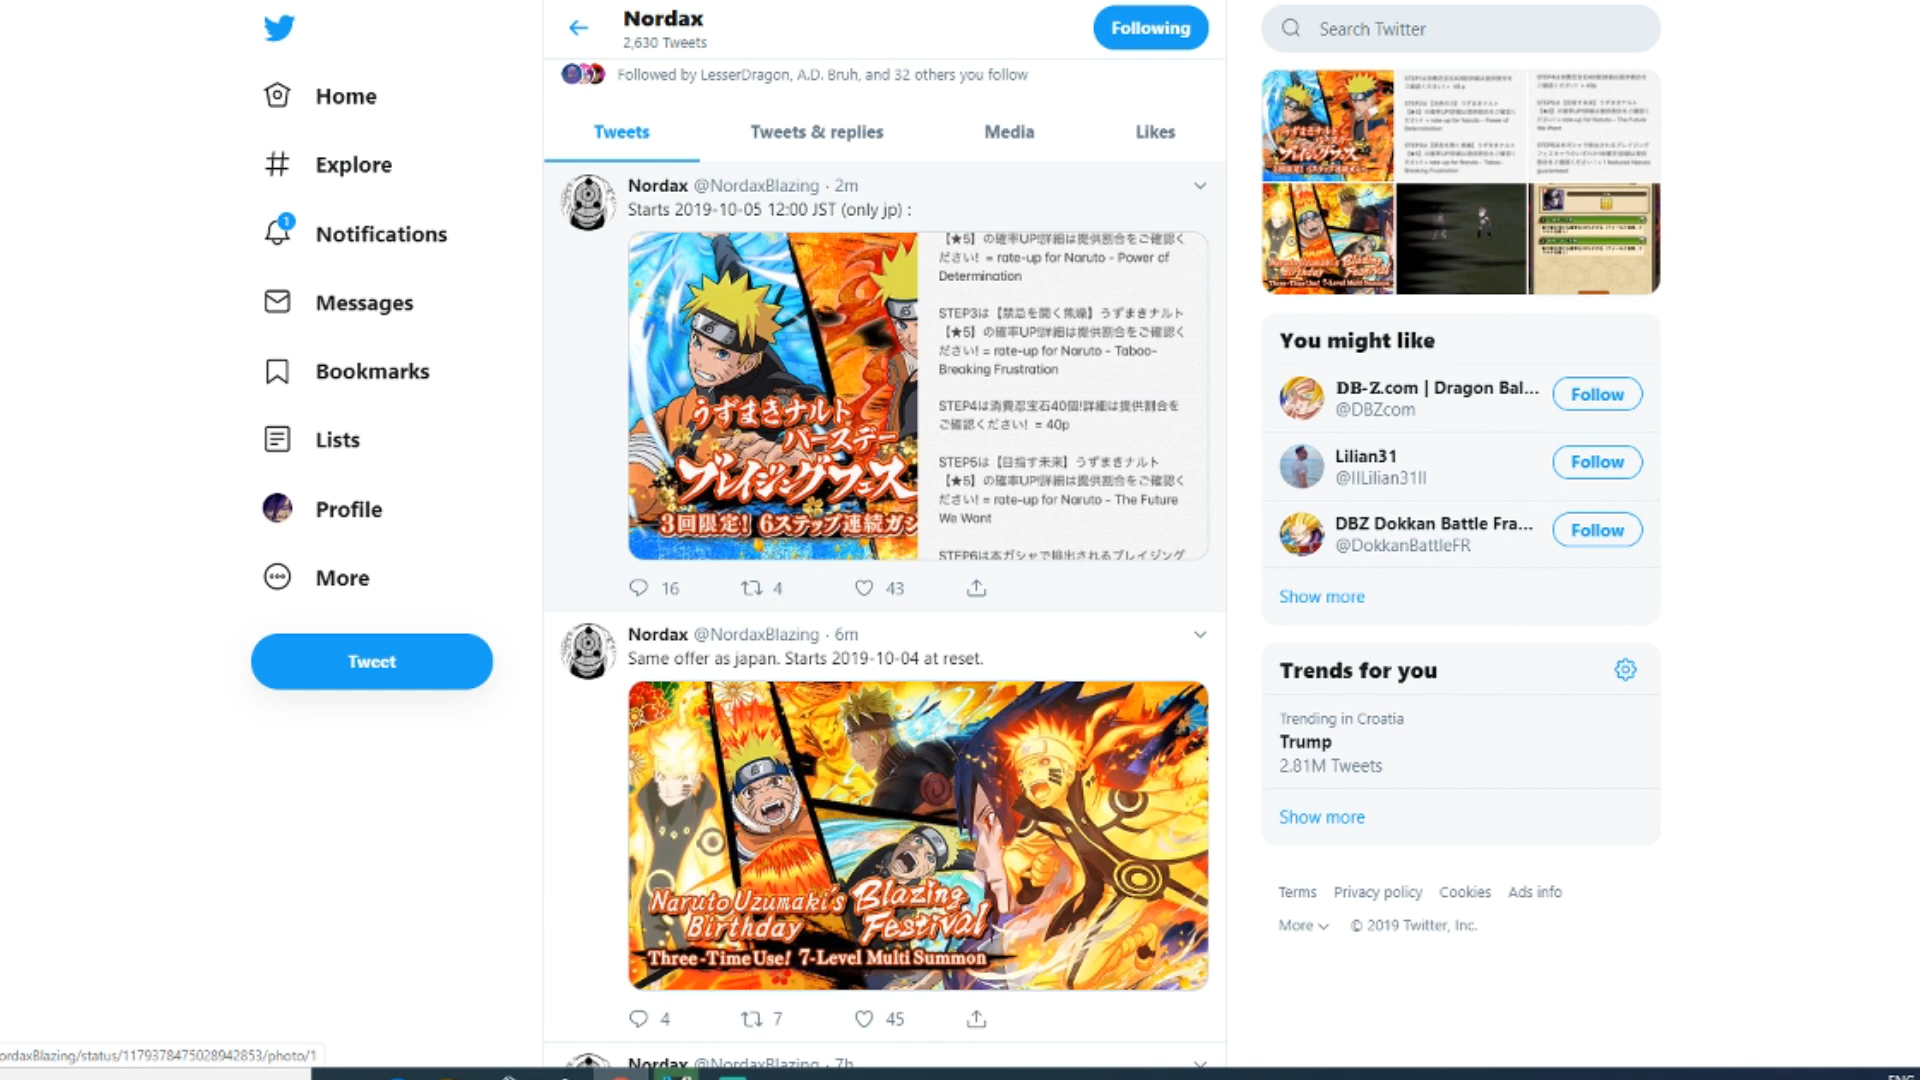 Home
Explore
1
Notifications
Messages
Bookmarks
Lists
Profile
More
Tweet
Nordax
2,630 Tweets
Following
Followed by LesserDragon, A.D. Bruh, and 32 others you follow
Tweets
Tweets & replies
Media
Likes
Nordax @NordaxBlazing · 2m
Starts 2019-10-05 12:00 JST (only jp) :
うずまきナルト
バースデー
ブレイジングフェス
3回限定! 6ステップ連続ガシ
【★5】の確率UP!詳細は提供割合をご確認く
ださい! = rate-up for Naruto - Power of
Determination
STEP3は【禁忌を開く焦燥】うずまきナルト
【★5】の確率UP!詳細は提供割合をご確認く
ださい! = rate-up for Naruto - Taboo-
Breaking Frustration
STEP4は消費忍宝石40個!詳細は提供割合を
ご確認ください! = 40p
STEP5は【目指す未来】うずまきナルト
【★5】の確率UP!詳細は提供割合をご確認く
ださい! = rate-up for Naruto - The Future
We Want
STEP6は本ガシャで排出されるブレイジング
16
4
43
Nordax @NordaxBlazing · 6m
Same offer as japan. Starts 2019-10-04 at reset.
Naruto Uzumaki's
Birthday
Blazing
Festival
Three-Time Use! 7-Level Multi Summon
4
7
45
Nordax @NordaxBlazing · 7h
Search Twitter
You might like
DB-Z.com | Dragon Bal...
@DBZcom
Follow
Lilian31
@IILilian31II
Follow
DBZ Dokkan Battle Fra...
@DokkanBattleFR
Follow
Show more
Trends for you
Trending in Croatia
Trump
2.81M Tweets
Show more
Terms Privacy policy Cookies Ads info
More © 2019 Twitter, Inc.
ordaxBlazing/status/1179378475028942853/photo/1
ENG